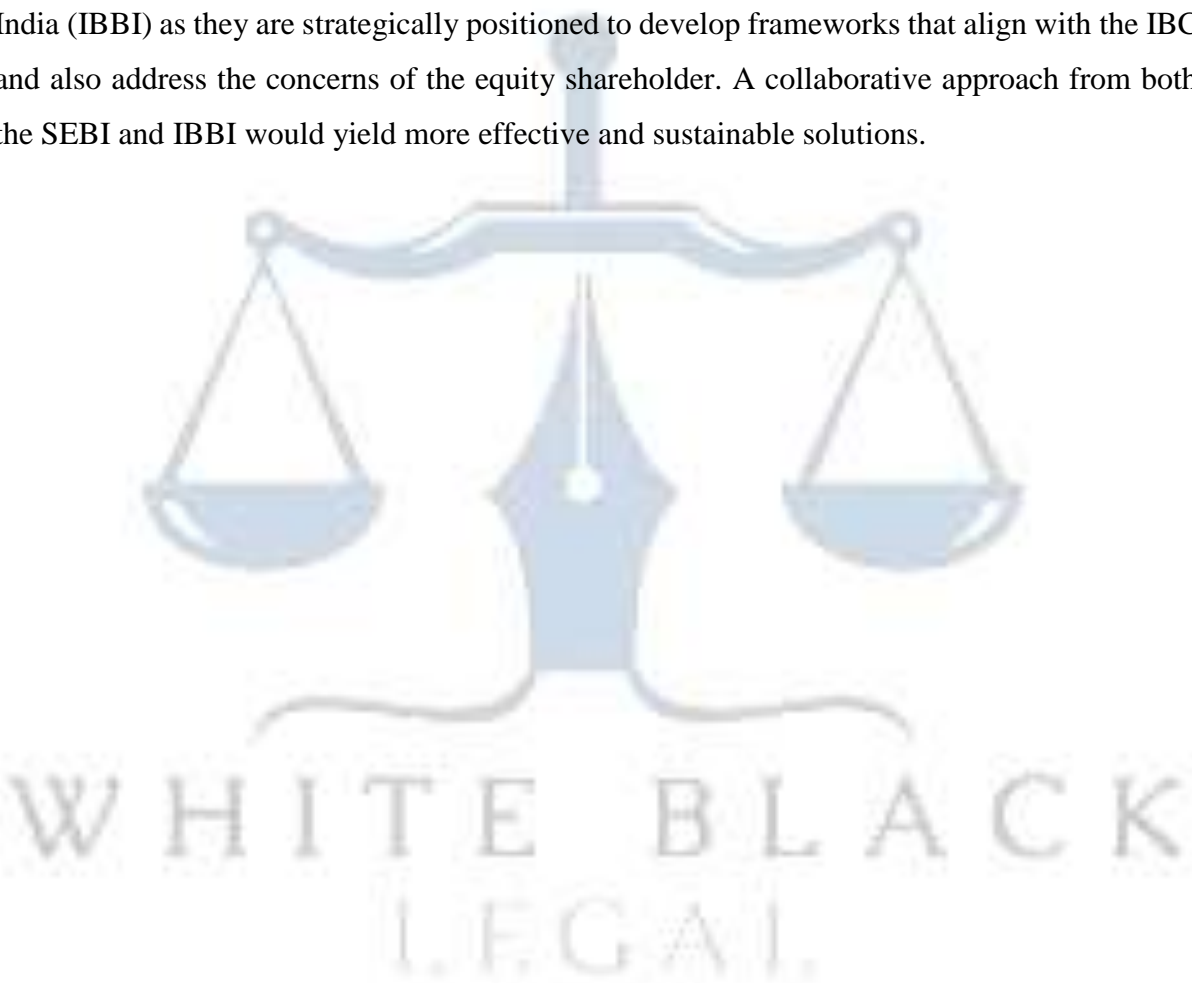 India (IBBI) as they are strategically positioned to develop frameworks that align with the IBC
and also address the concerns of the equity shareholder. A collaborative approach from both
the SEBI and IBBI would yield more effective and sustainable solutions.
WHITE BLACK
LEGAL